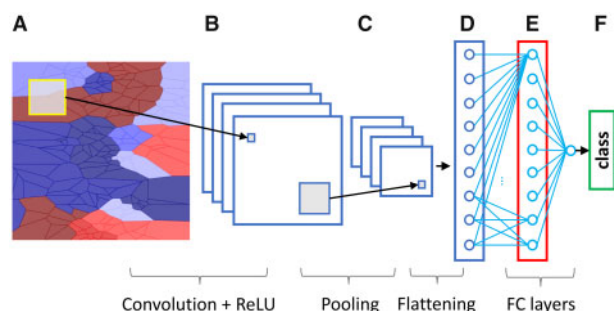 A B C D E F
class
...
Convolution + ReLU Pooling Flattening FC layers